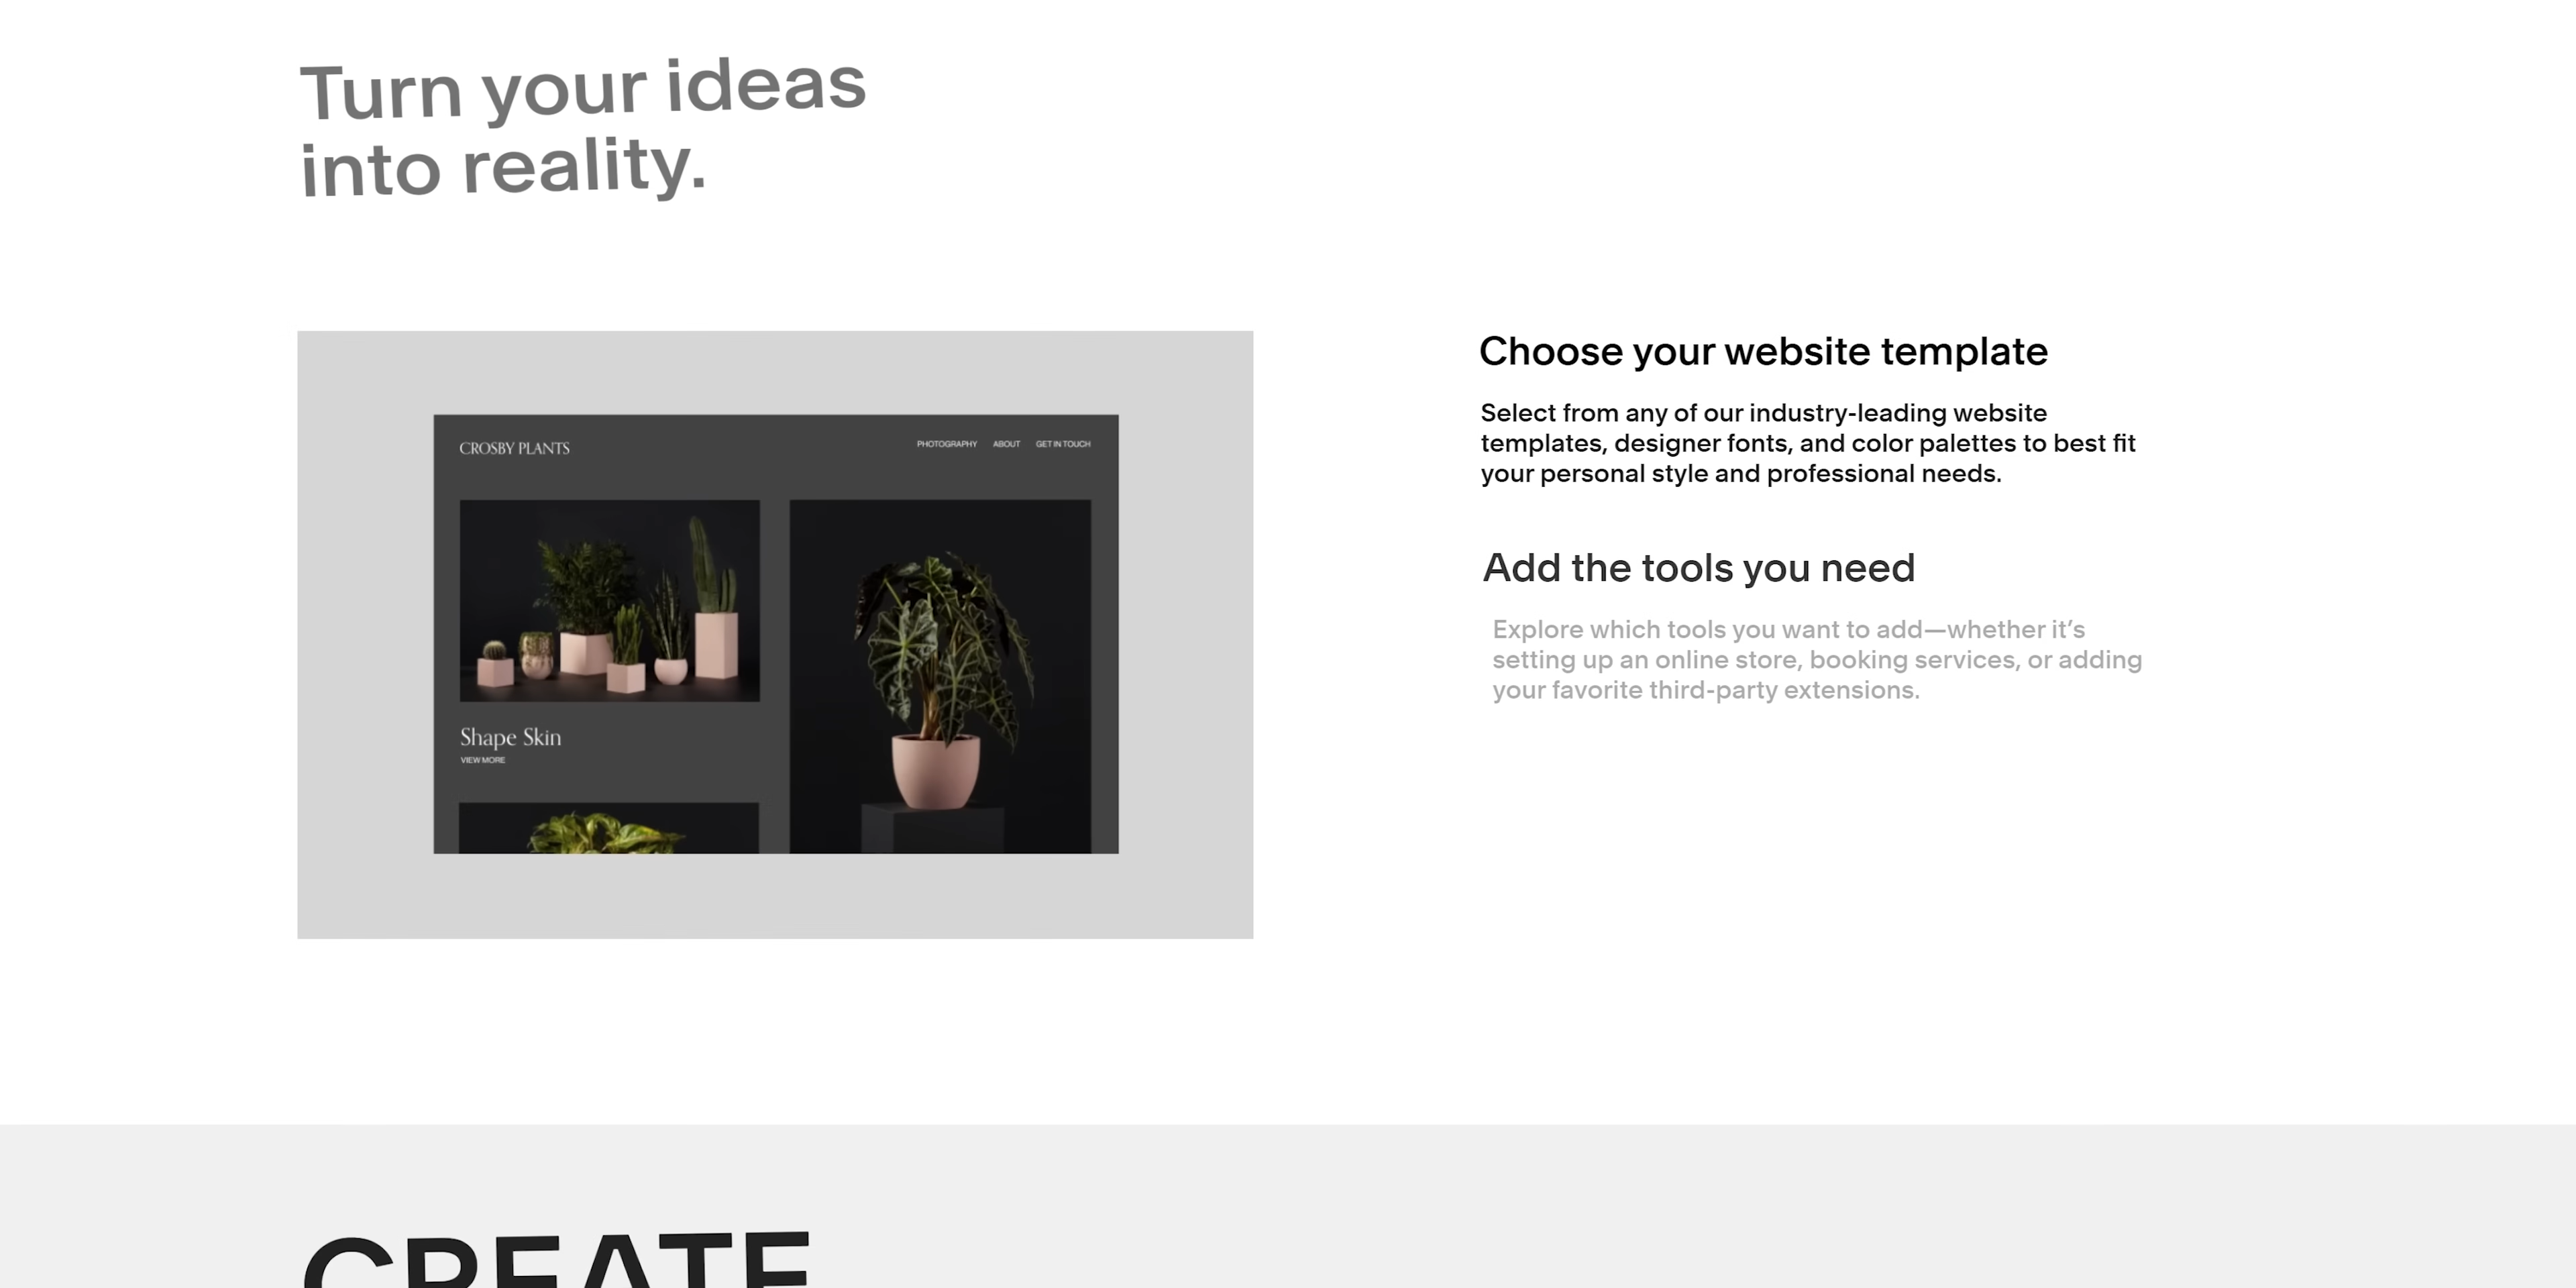 Turn your ideas
into reality.
CROSBY PLANTS
PHOTOGRAPHY ABOUT GET IN TOUCH
Shape Skin
VIEW MORE
Choose your website template
Select from any of our industry-leading website
templates, designer fonts, and color palettes to best fit
your personal style and professional needs.
Add the tools you need
Explore which tools you want to add—whether it’s
setting up an online store, booking services, or adding
your favorite third-party extensions.
CREATE